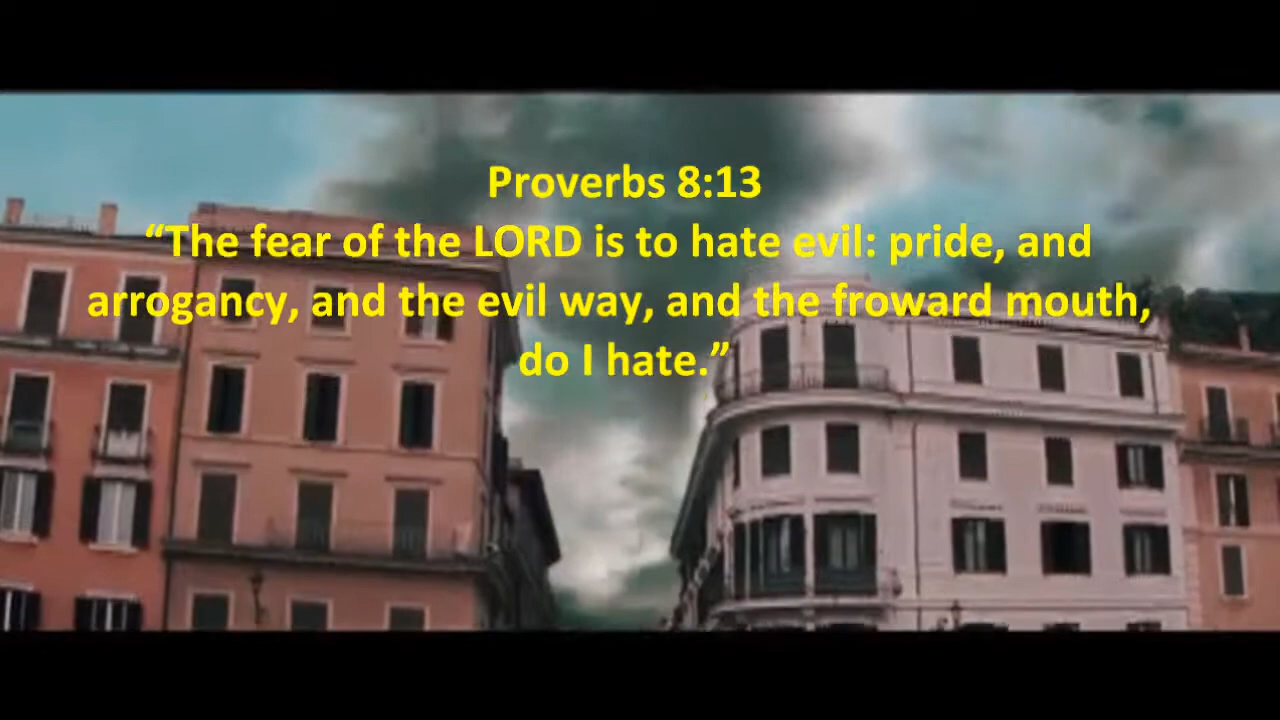 Proverbs 8:13
“The fear of the LORD is to hate evil: pride, and
arrogancy, and the evil way, and the froward mouth,
do I hate.”